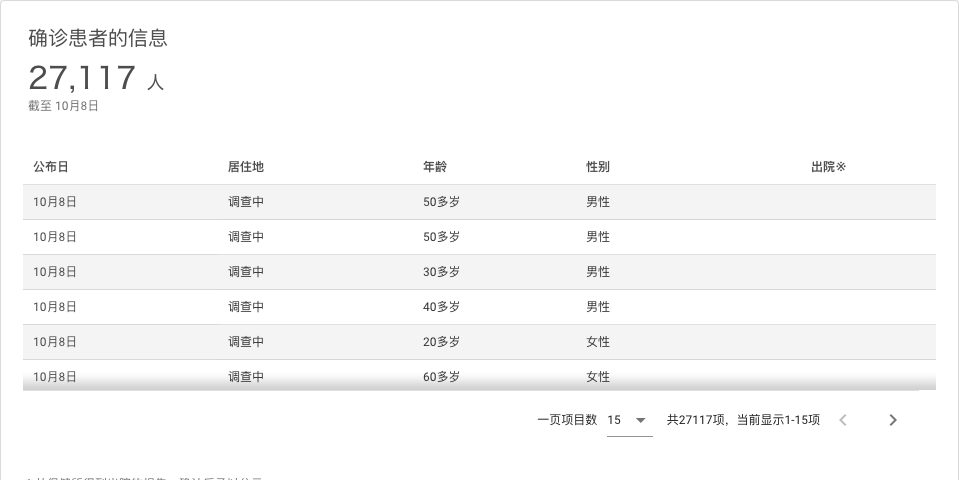 确诊患者的信息
27,117 人
截至 10月8日
公布日 居住地 年龄 性别 出院※
10月8日 调查中 50多岁 男性
10月8日 调查中 50多岁 男性
10月8日 调查中 30多岁 男性
10月8日 调查中 40多岁 男性
10月8日 调查中 20多岁 女性
10月8日 调查中 60多岁 女性
一页项目数 15 共27117项，当前显示1-15项